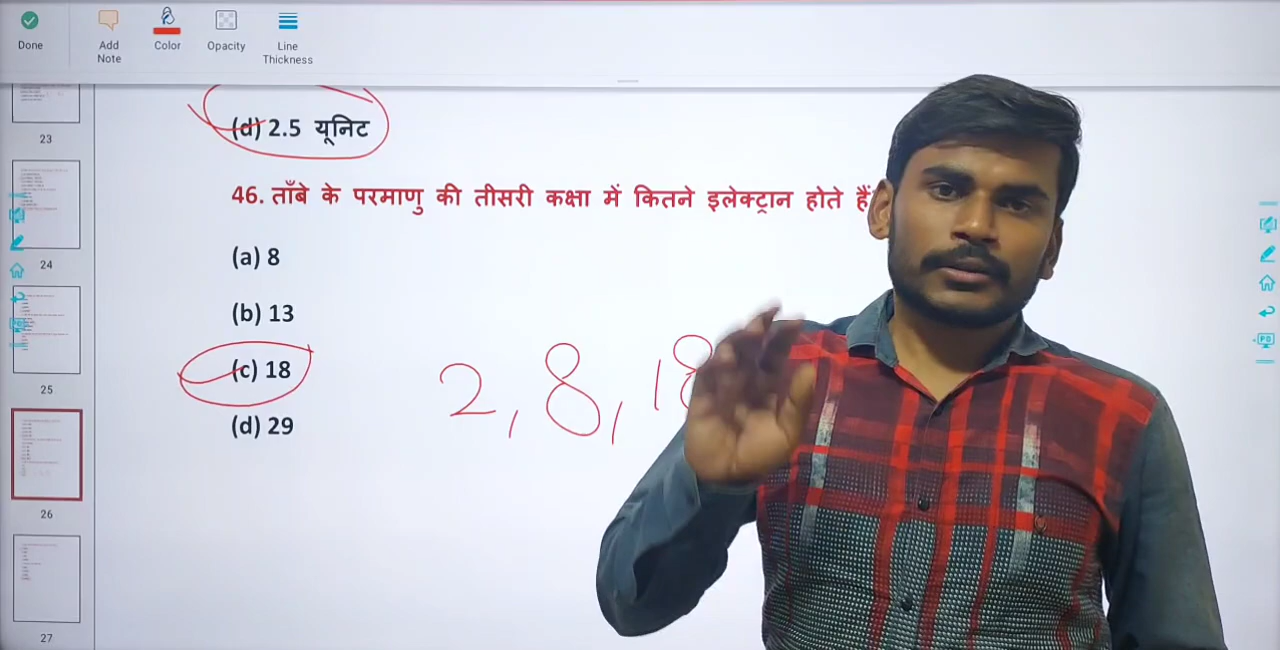 Done
Add
Note
Color
Opacity
Line
Thickness
(d) 2.5 यूनिट
23
46. ताँबे के परमाणु की तीसरी कक्षा में कितने इलेक्ट्रान होते हैं
24
(a) 8
(b) 13
(c) 18
2, 8, 18
25
(d) 29
26
27